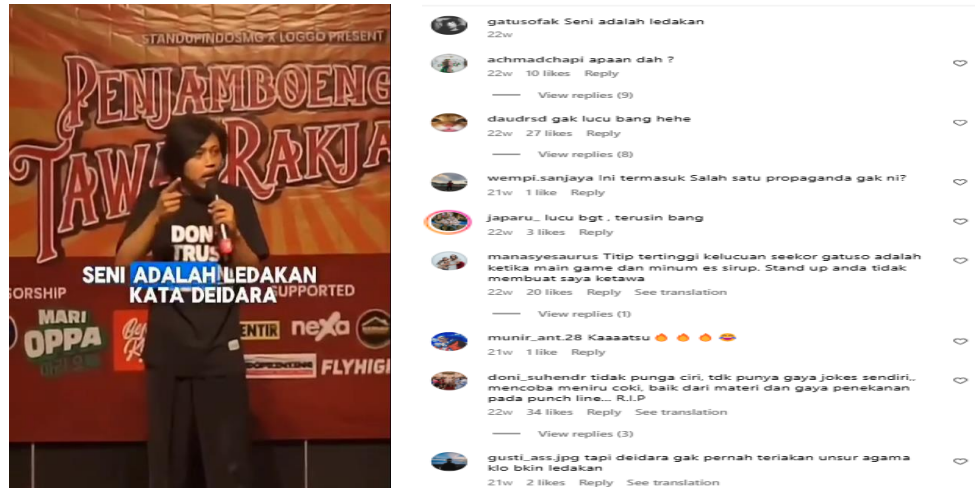 STANDUPINDOSMG X LOGGO PRESENT
PENJAMBOENG
TAWA RAKJA
DON
TRUS
SENI ADALAH LEDAKAN
KATA DEIDARA
SORSHIP
SUPPORTED
MARI
OPPA
ENTIR
nexa
FLYHIGH
gatusofak Seni adalah ledakan
22w
achmadchapi apaan dah ?
22w 10 likes Reply
View replies (9)
daudrsd gak lucu bang hehe
22w 27 likes Reply
View replies (8)
wempi.sanjaya Ini termasuk Salah satu propaganda gak ni?
21w 1 like Reply
japaru_ lucu bgt , terusin bang
22w 3 likes Reply
manasyesaurus Titip tertinggi kelucuan seekor gatuso adalah
ketika main game dan minum es sirup. Stand up anda tidak
membuat saya ketawa
22w 20 likes Reply See translation
View replies (1)
munir_ant.28 Kaaaatsu🔥🔥🔥😂
21w 1 like Reply
doni_suhendr tidak punga ciri, tdk punya gaya jokes sendiri,.
mencoba meniru coki, baik dari materi dan gaya penekanan
pada punch line.... R.I.P
22w 34 likes Reply See translation
View replies (3)
gusti_ass.jpg tapi deidara gak pernah teriakan unsur agama
klo bkin ledakan
21w 2 likes Reply See translation